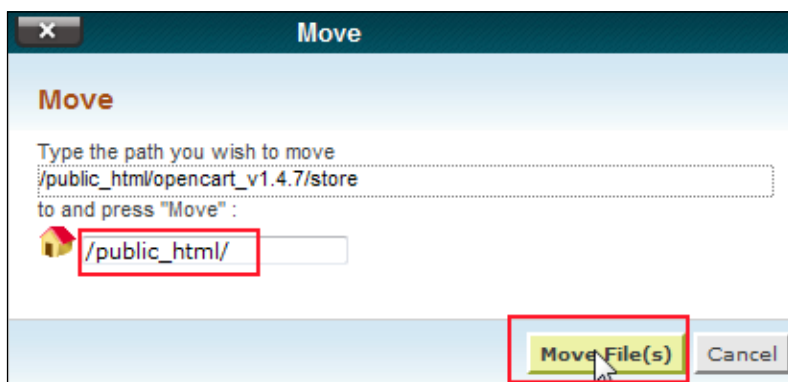 Move
Move
Type the path you wish to move
/public_html/opencart_v1.4.7/store
to and press "Move" :
/public_html/
Move File(s) Cancel